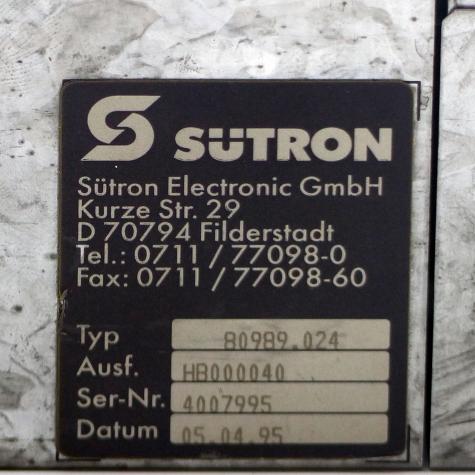 SÜTRON
Sütron Electronic GmbH
Kurze Str. 29
D 70794 Filderstadt
Tel.: 0711 / 77098-0
Fax: 0711 / 77098-60
Typ 80989.024
Ausf. HB000040
Ser-Nr. 4007995
Datum 05.04.95